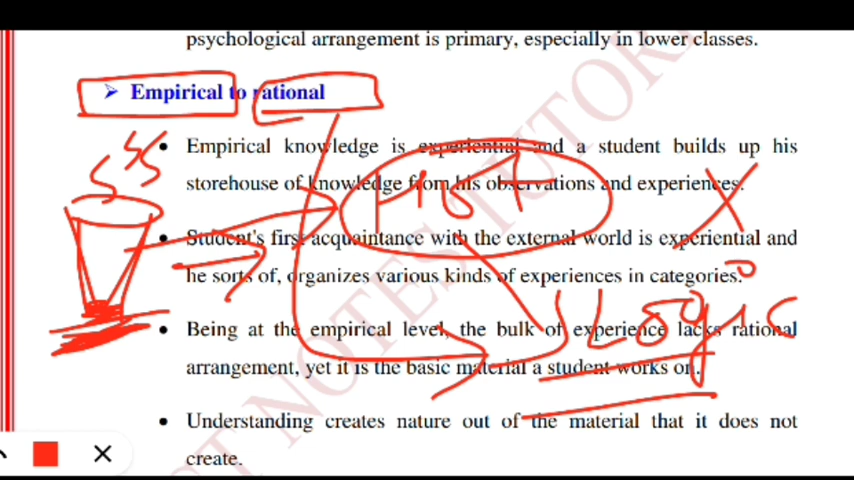 psychological arrangement is primary, especially in lower classes.
➤ Empirical to rational
• Empirical knowledge is experiential and a student builds up his
storehouse of knowledge from his observations and experiences.
• Student's first acquaintance with the external world is experiential and
he sorts of, organizes various kinds of experiences in categories.
Logic
• Being at the empirical level, the bulk of experience lacks rational
arrangement, yet it is the basic material a student works on.
• Understanding creates nature out of the material that it does not
create.
NOTES TUTOR